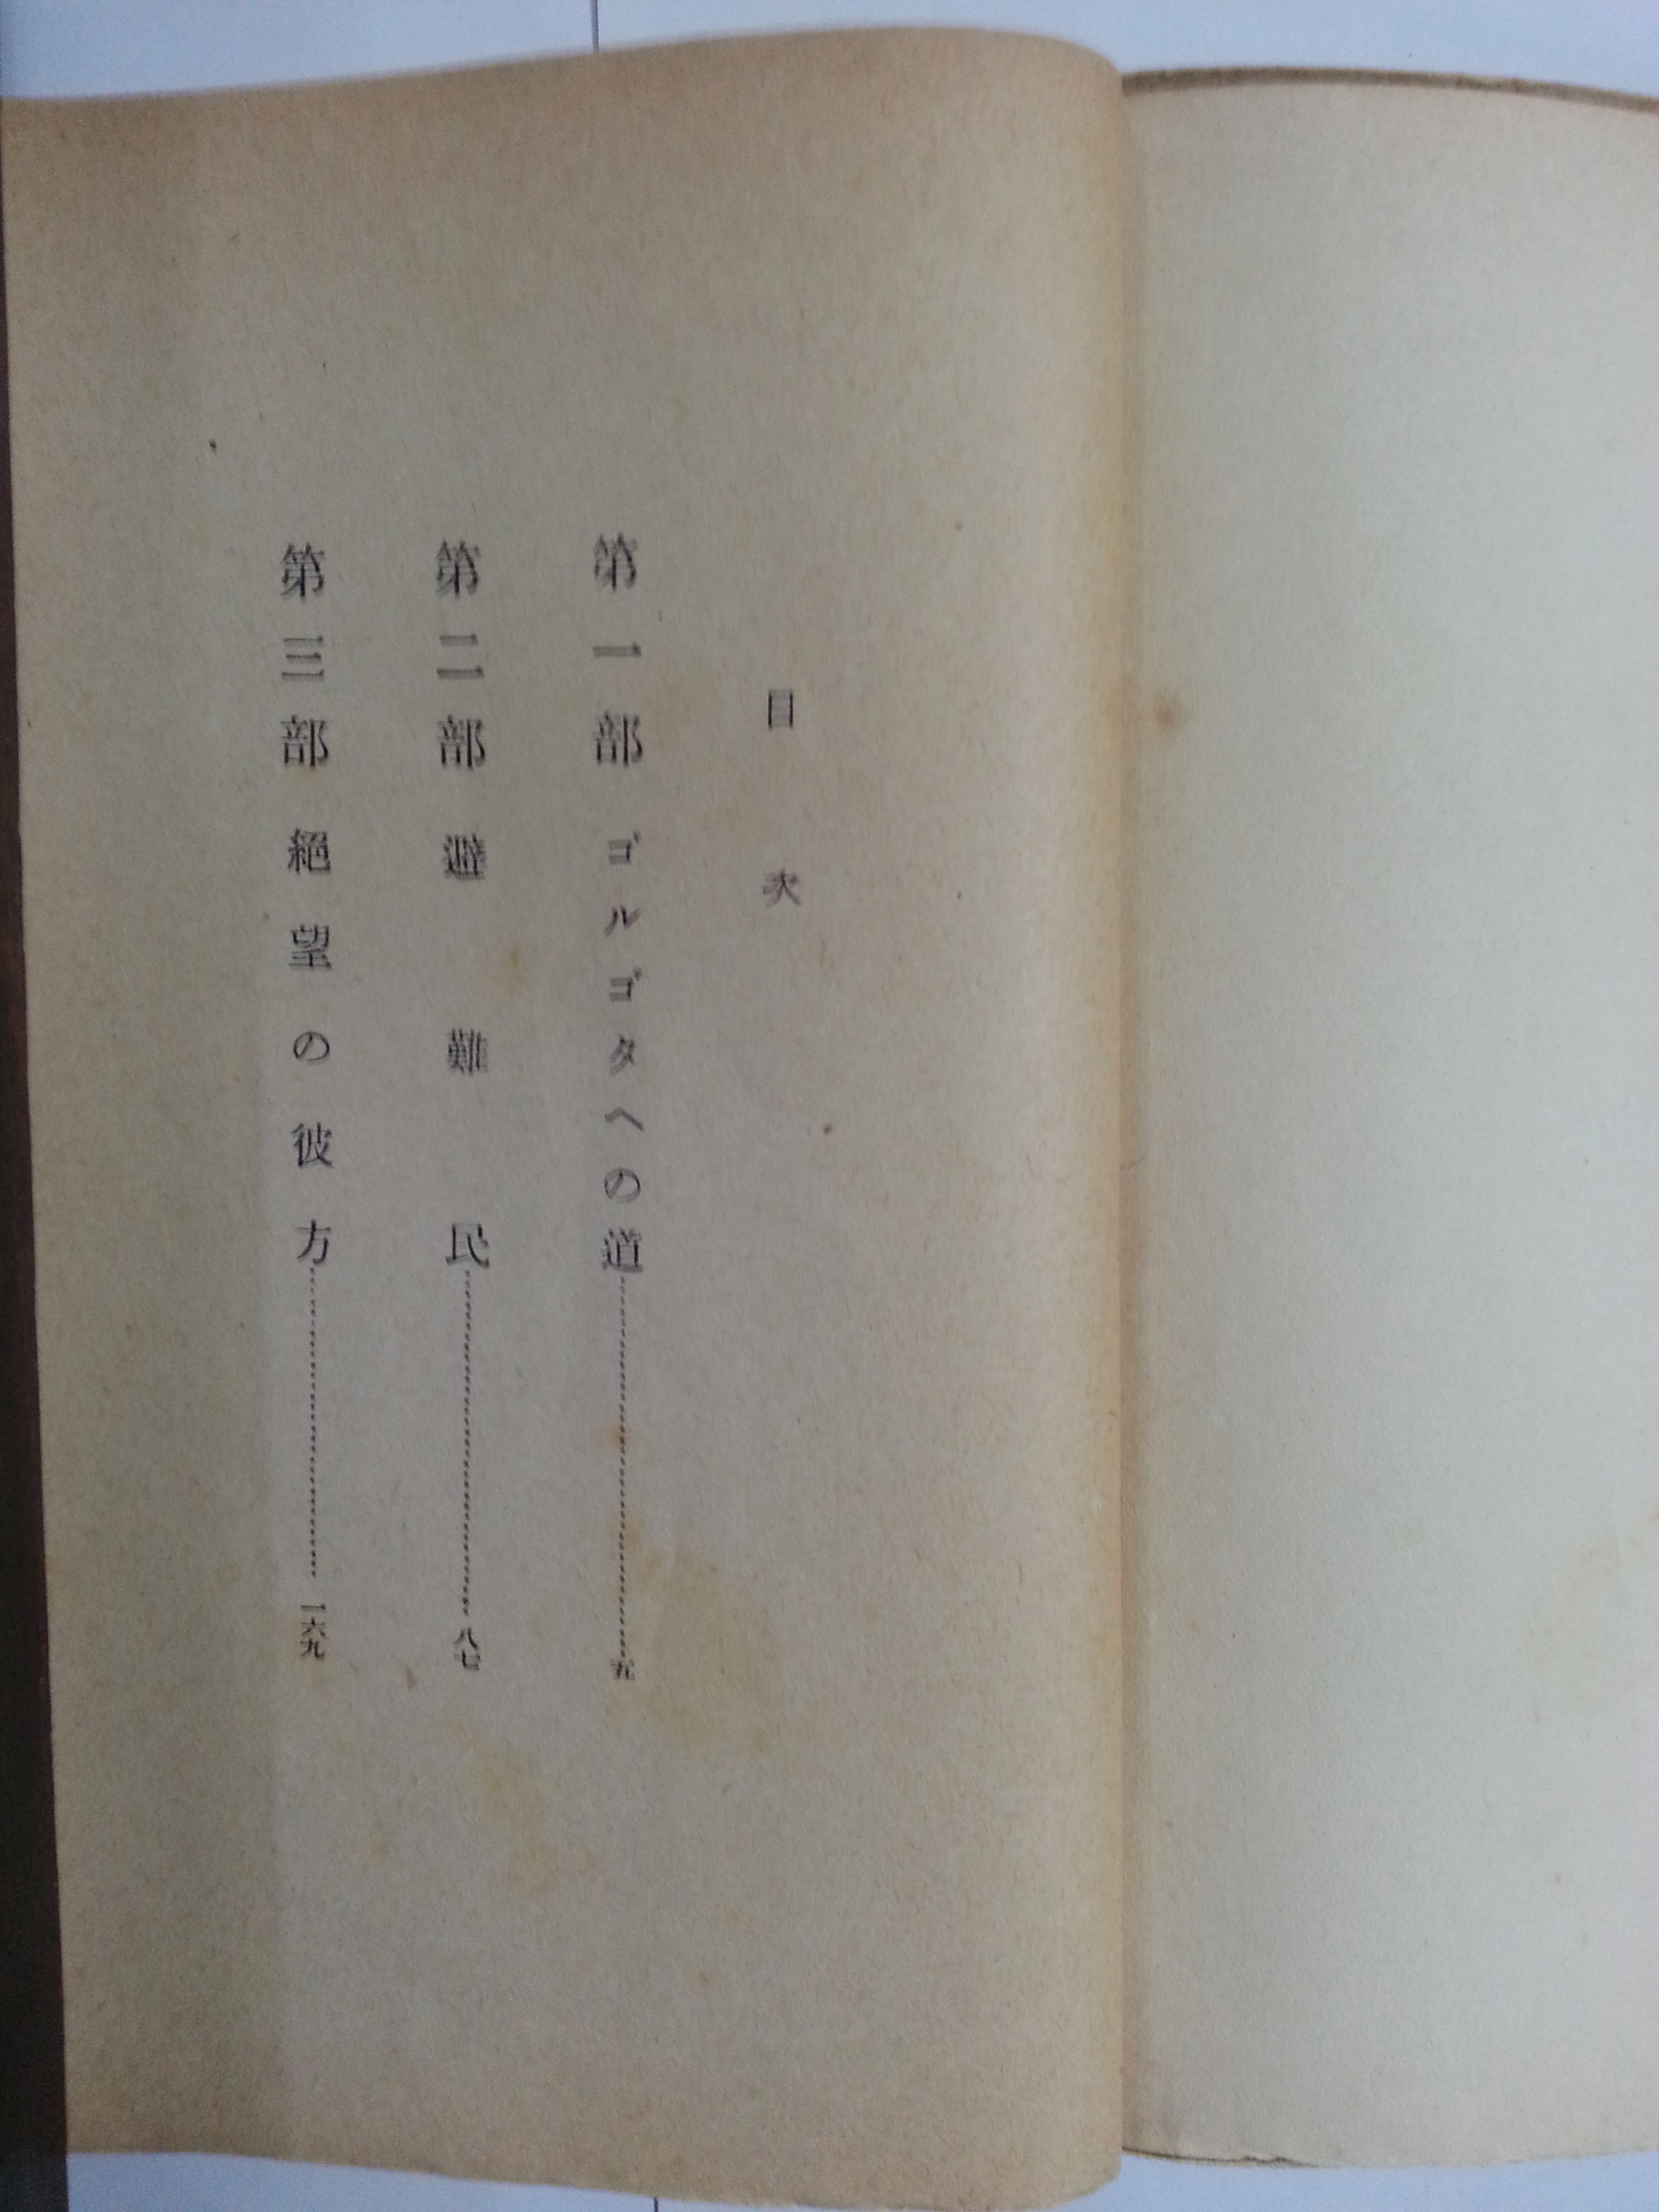 目次
第一部 ゴルゴタへの道……五
第二部 避難民……八七
第三部 絕望の彼方……一六九